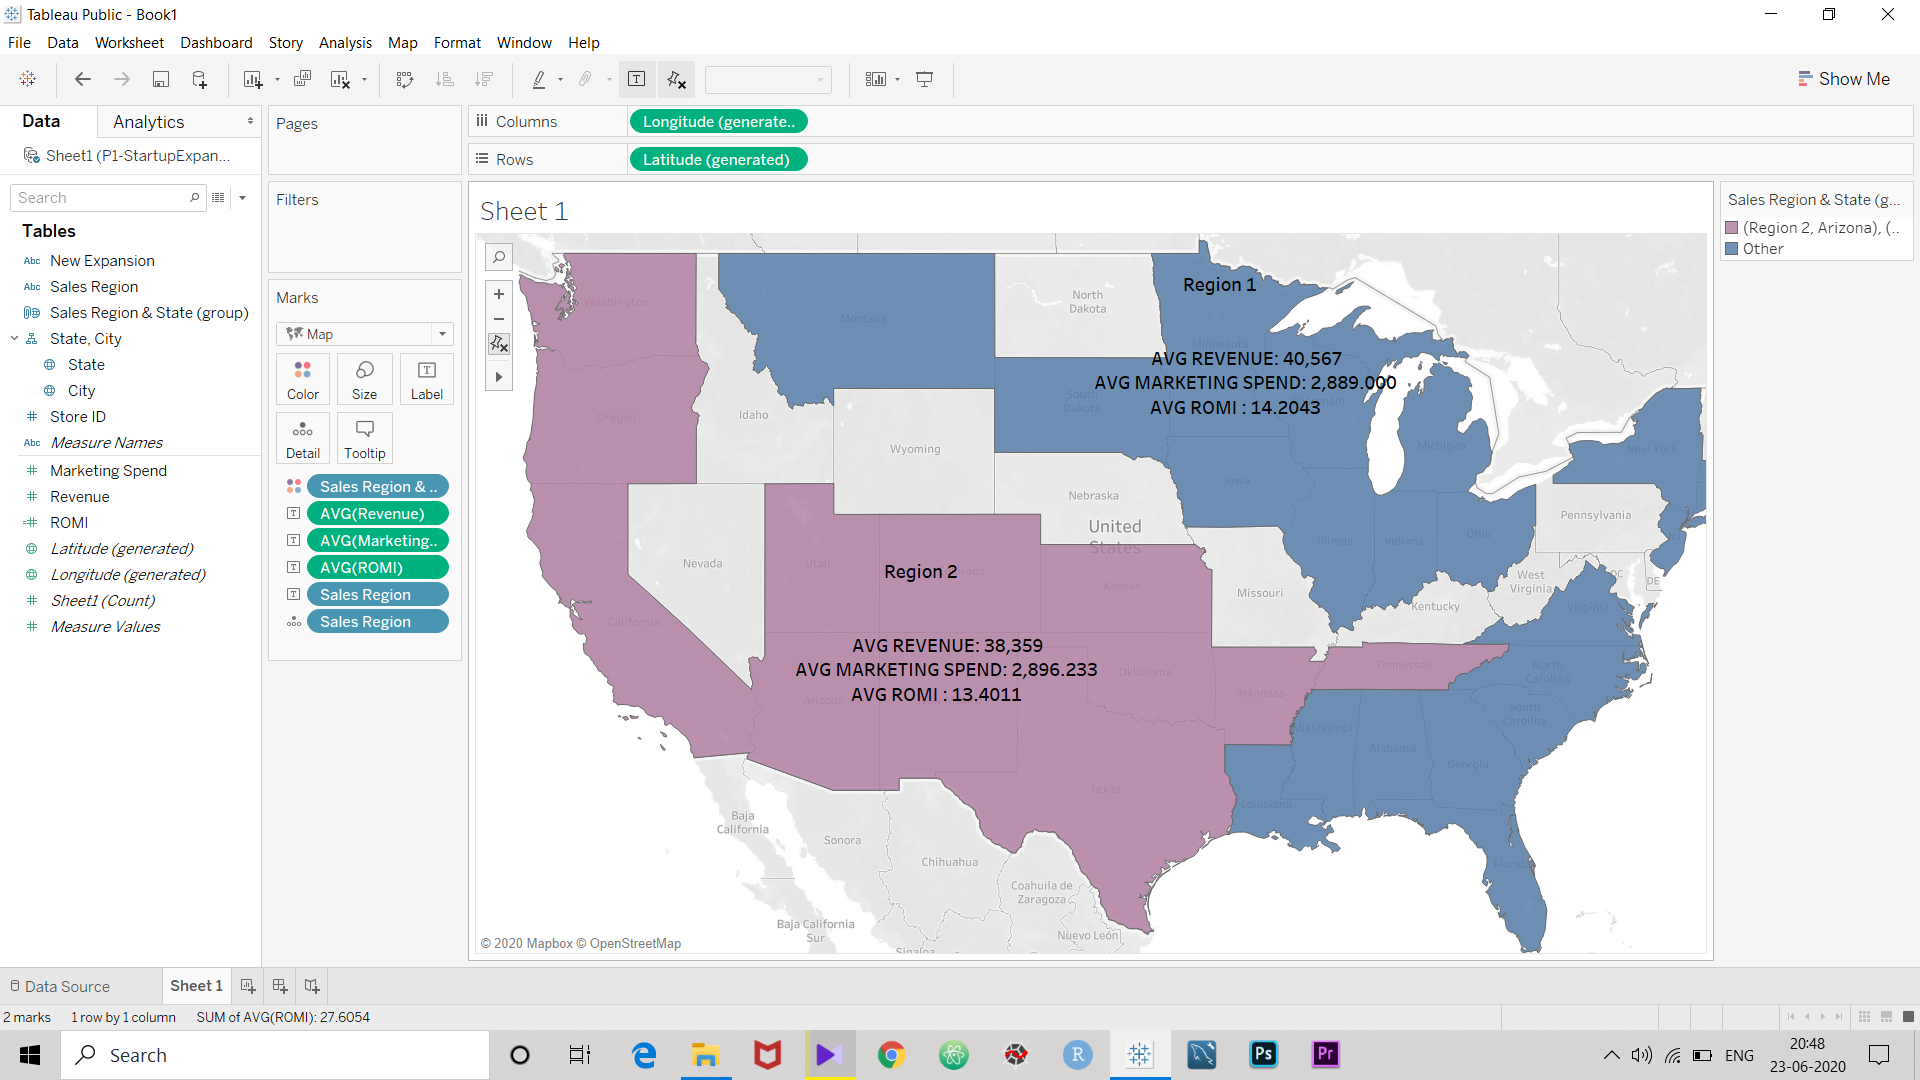 Tableau Public - Book1
File Data Worksheet Dashboard Story Analysis Map Format Window Help
Show Me
Data Analytics
Sheet1 (P1-StartupExpan...
Search
Tables
Abc New Expansion
Abc Sales Region
Sales Region & State (group)
State, City
State
City
# Store ID
Abc Measure Names
# Marketing Spend
# Revenue
=# ROMI
Latitude (generated)
Longitude (generated)
# Sheet1 (Count)
# Measure Values
Pages
Filters
Marks
Map
Color Size Label
Detail Tooltip
Sales Region & ..
AVG(Revenue)
AVG(Marketing..
AVG(ROMI)
Sales Region
Sales Region
Columns Longitude (generate..
Rows Latitude (generated)
Sheet 1
Washington
Montana
North
Dakota
Region 1
Minnesota
AVG REVENUE: 40,567
AVG MARKETING SPEND: 2,889.000
AVG ROMI : 14.2043
South
Dakota
Oregon
Idaho
Wyoming
Michigan
New York
Iowa
Nebraska
Pennsylvania
United
States
Illinois
Indiana
Ohio
Nevada
Utah
Region 2
Kansas
Missouri
West
Virginia
DC
DE
NJ
Kentucky
Virginia
California
AVG REVENUE: 38,359
AVG MARKETING SPEND: 2,896.233
AVG ROMI : 13.4011
Arizona
Oklahoma
Arkansas
Tennessee
North
Carolina
South
Carolina
Mississippi
Alabama
Georgia
Texas
Louisiana
Florida
Baja
California
Sonora
Chihuahua
Coahuila de
Zaragoza
Baja California
Sur
Nuevo León
Sinaloa
© 2020 Mapbox © OpenStreetMap
Sales Region & State (g...
(Region 2, Arizona), (..
Other
Data Source Sheet 1
2 marks 1 row by 1 column SUM of AVG(ROMI): 27.6054
Search
R
Ps
Pr
ENG
20:48
23-06-2020